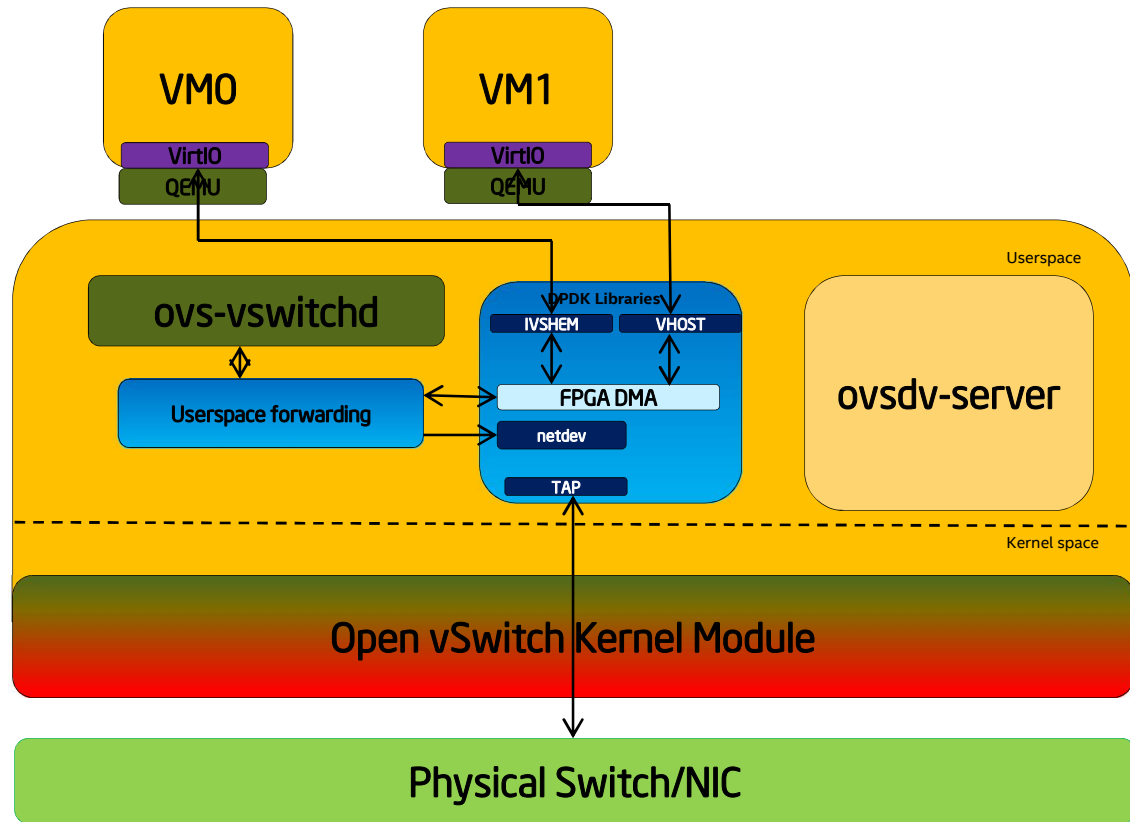 VM0
VM1
VirtIO
VirtIO
QEMU
QEMU
Userspace
ovs-vswitchd
DPDK Libraries
IVSHEM
VHOST
ovsdv-server
FPGA DMA
Userspace forwarding
netdev
TAP
Kernel space
Open vSwitch Kernel Module
Physical Switch/NIC